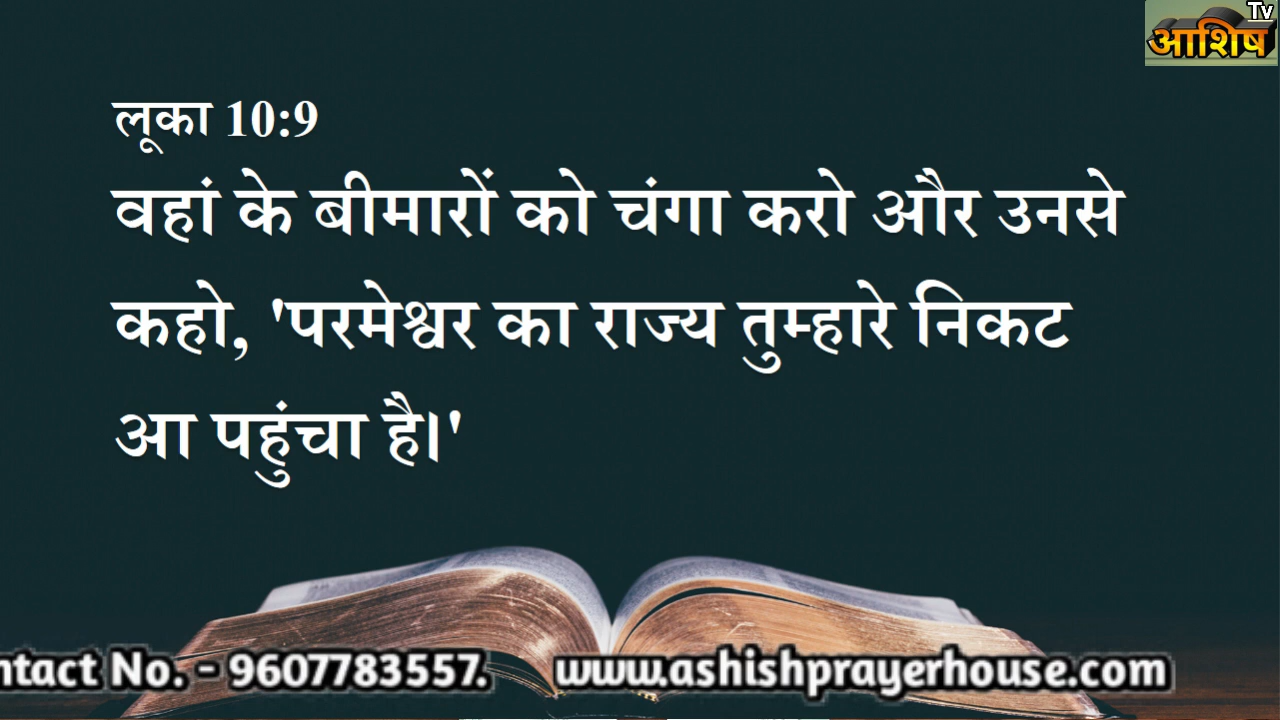 Tv
आशिष
लूका 10:9
वहां के बीमारों को चंगा करो और उनसे
कहो, 'परमेश्वर का राज्य तुम्हारे निकट
आ पहुंचा है।'
ntact No. - 9607783557. www.ashishprayerhouse.com